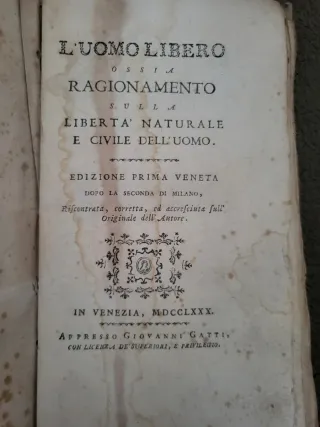 L'UOMO LIBERO
OSSIA
RAGIONAMENTO
SULLA
LIBERTA' NATURALE
E CIVILE DELL'UOMO.
EDIZIONE PRIMA VENETA
DOPO LA SECONDA DI MILANO,
Riscontrata, corretta, ed accresciuta sull'
Originale dell'Autore.
IN VENEZIA, MDCCLXXX.
APPRESSO GIOVANNI GATTI,
CON LICENZA DE' SUPERIORI, E PRIVILEGIO.